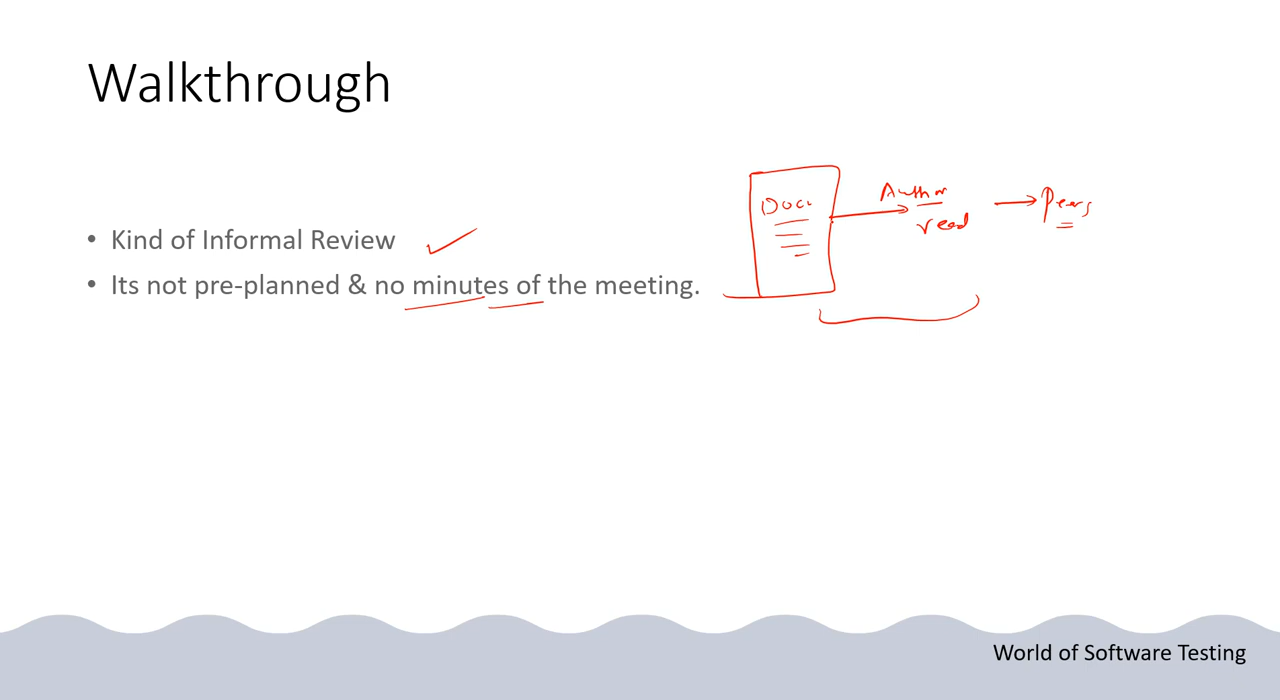 Walkthrough
• Kind of Informal Review
• Its not pre-planned & no minutes of the meeting.
Docu
Author
read
Peers
World of Software Testing